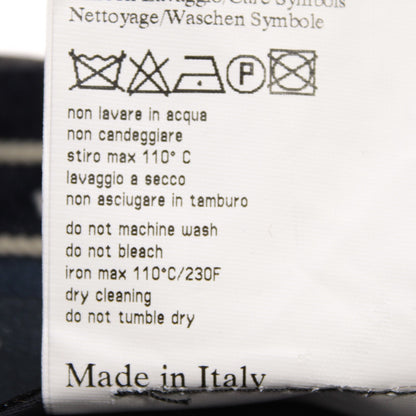 Nettoyage/Waschen Symbole
P
non lavare in acqua
non candeggiare
stiro max 110° C
lavaggio a secco
non asciugare in tamburo
do not machine wash
do not bleach
iron max 110°C/230F
dry cleaning
do not tumble dry
Made in Italy